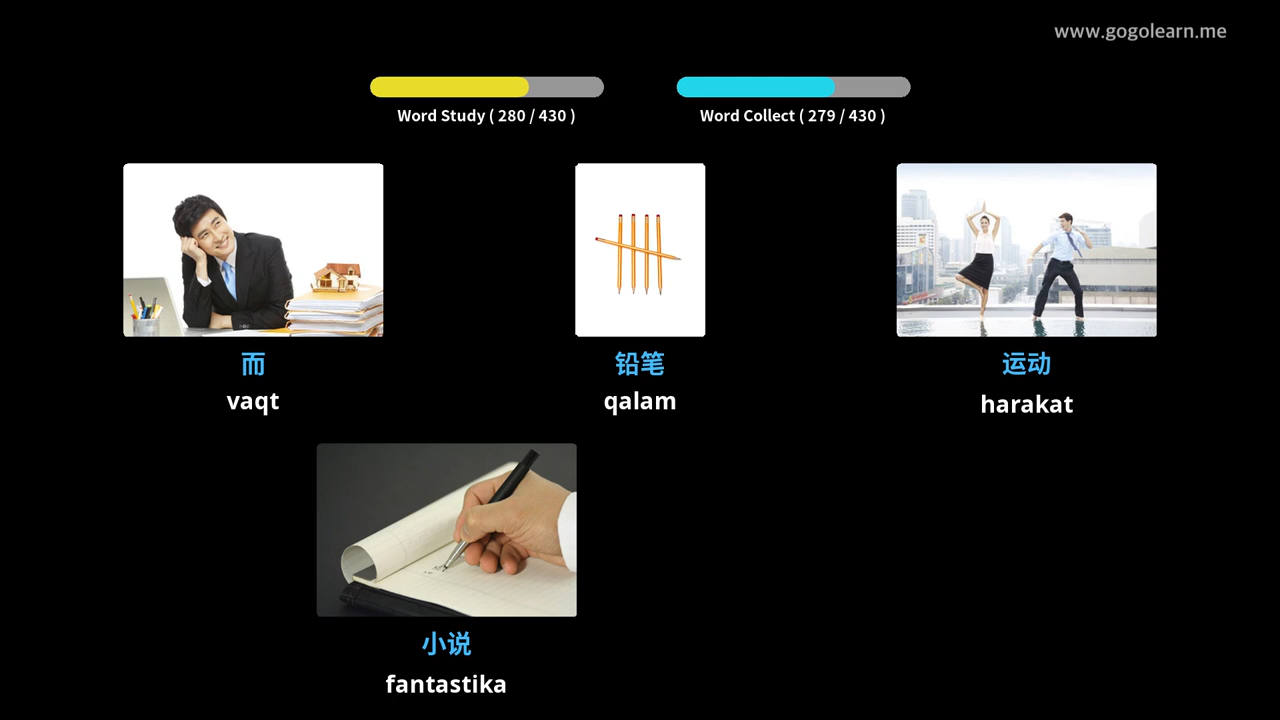 www.gogolearn.me
Word Study ( 280 / 430 )
Word Collect ( 279 / 430 )
而
vaqt
铅笔
qalam
运动
harakat
小说
fantastika